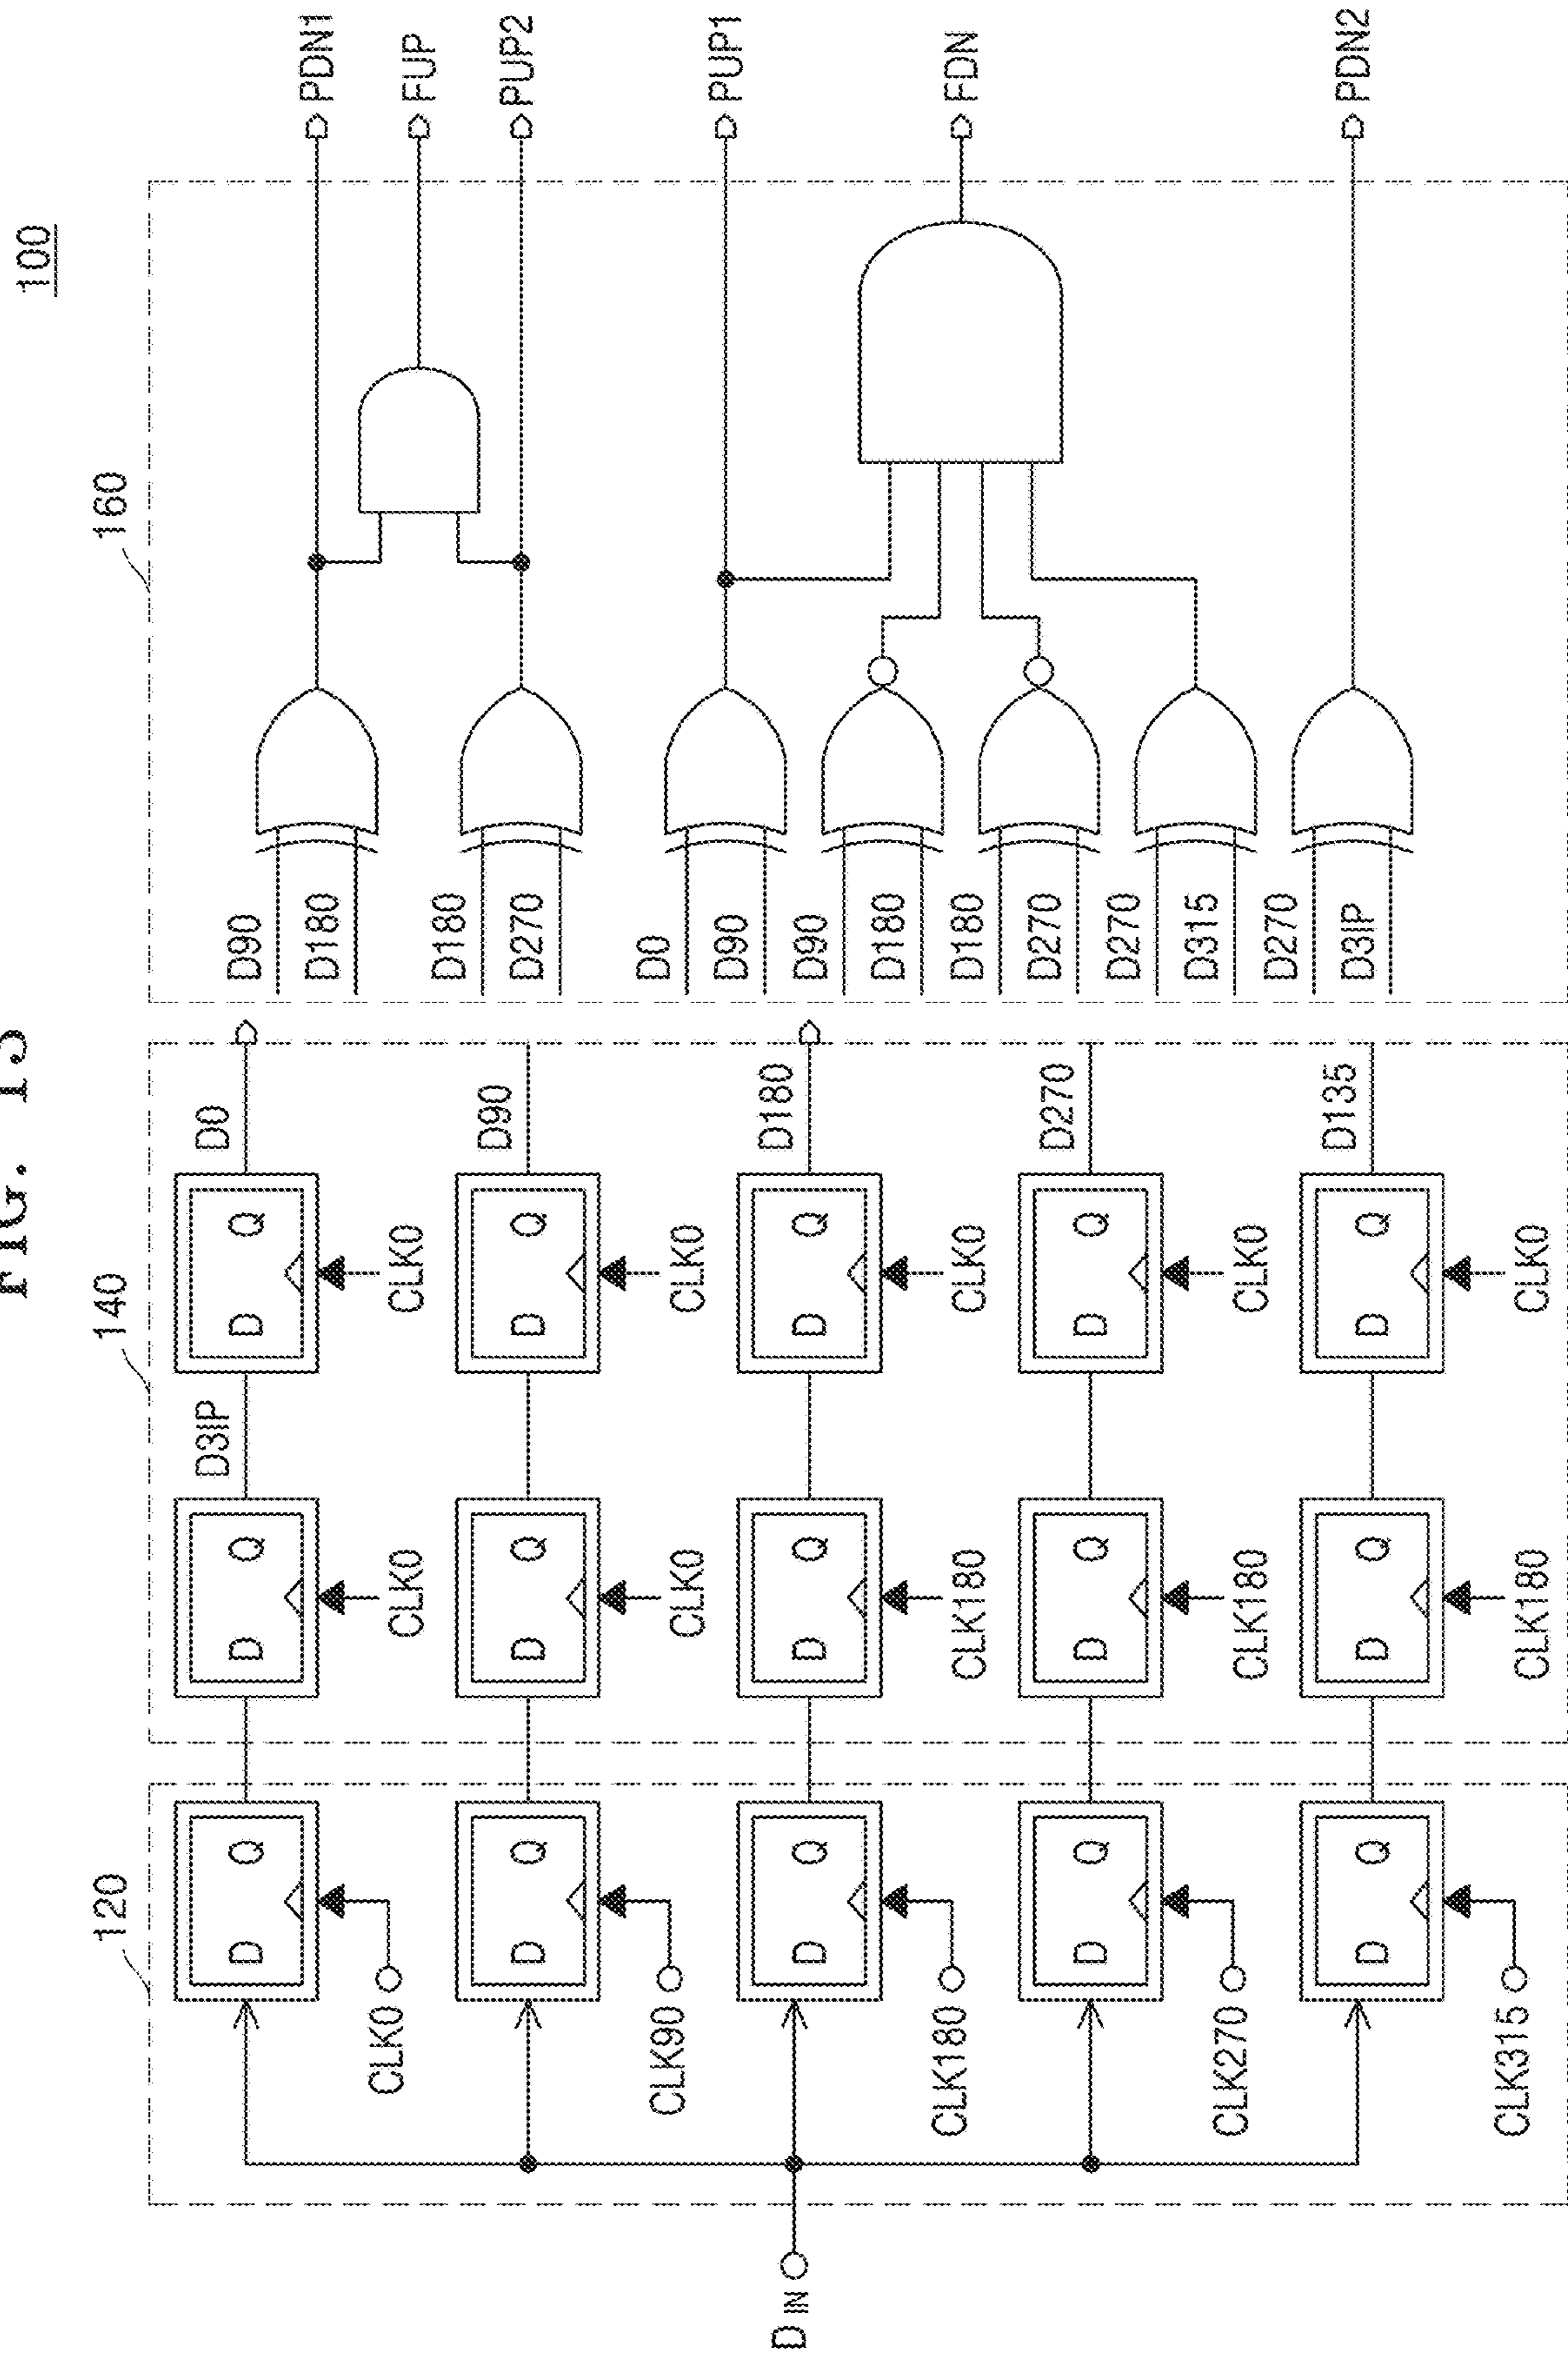 FIG. 13
100
120
140
160
D IN
D Q
CLK0
D3IP
D Q
CLK0
D0
D Q
CLK0
D Q
CLK90
D Q
CLK0
D90
D Q
CLK0
D Q
CLK180
D Q
CLK180
D180
D Q
CLK0
D Q
CLK270
D Q
CLK180
D270
D Q
CLK0
D Q
CLK315
D Q
CLK180
D135
D Q
CLK0
D90
D180
D180
D270
D0
D90
D90
D180
D180
D270
D270
D315
D270
D3IP
PDN1
FUP
PUP2
PUP1
FDN
PDN2